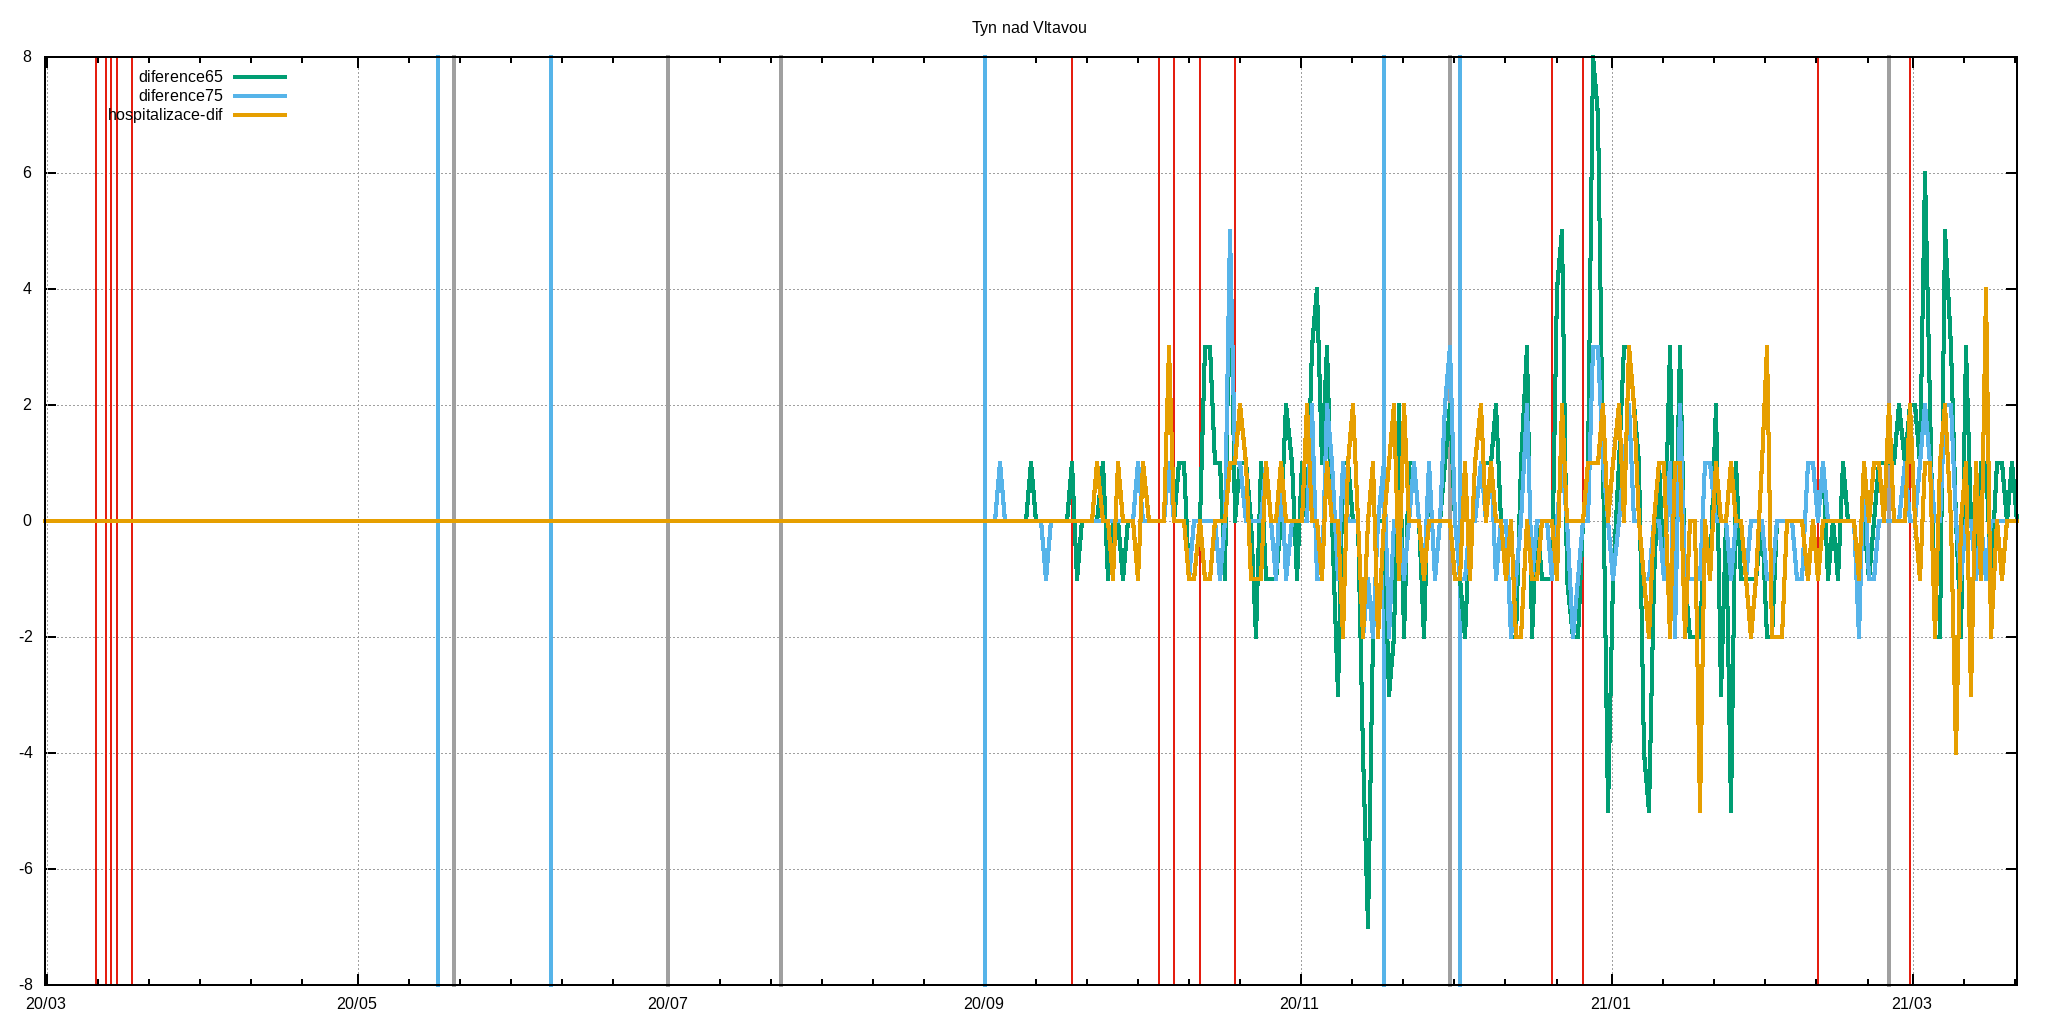 Tyn nad Vltavou
diference65
diference75
hospitalizace-dif
8
6
4
2
0
-2
-4
-6
-8
20/03 20/05 20/07 20/09 20/11 21/01 21/03